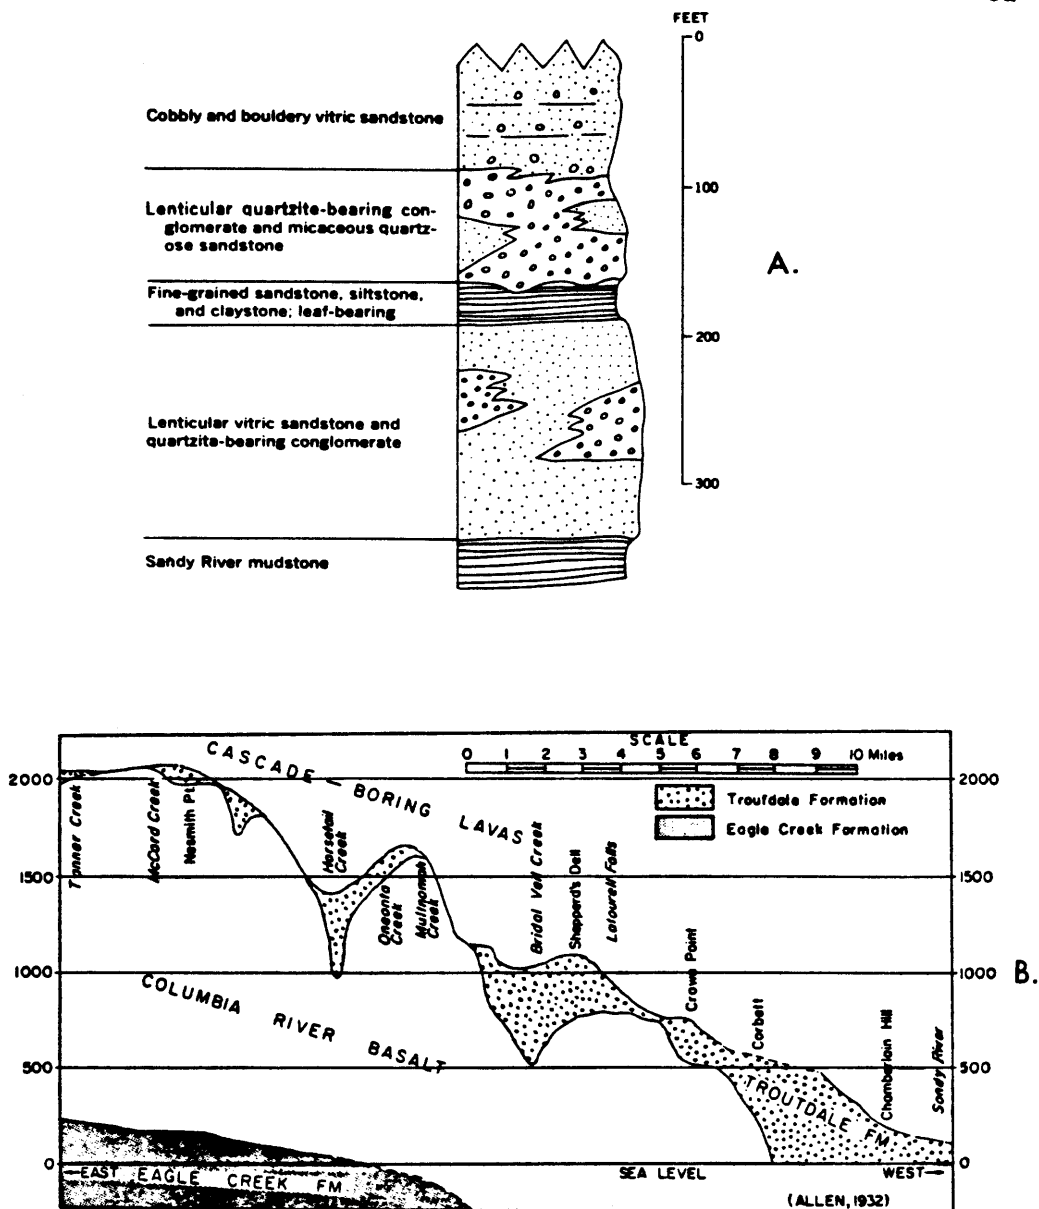 FEET
0
Cobbly and bouldery vitric sandstone
100
Lenticular quartzite-bearing con-
glomerate and micaceous quartz-
ose sandstone
A.
Fine-grained sandstone, siltstone,
and claystone; leaf-bearing
200
Lenticular vitric sandstone and
quartzita-bearing conglomerate
300
Sandy River mudstone
SCALE
0 1 2 3 4 5 6 7 8 9 10 Miles
CASCADE – BORING LAVAS
2000
2000
Troutdale Formation
Eagle Creek Formation
Tanner Creek
McCord Creek
Nesmith Pt.
Horsetail
Creek
Oneonta
Creek
Multnomah
Creek
Bridal Veil Creek
Shepperd's Dell
Latourell Falls
Crown Point
Corbett
Chamberlain Hill
Sandy River
1500
1500
1000
1000
B.
COLUMBIA RIVER BASALT
500
500
TROUTDALE FM
0
0
←EAST EAGLE CREEK FM.
SEA LEVEL
WEST→
(ALLEN, 1932)